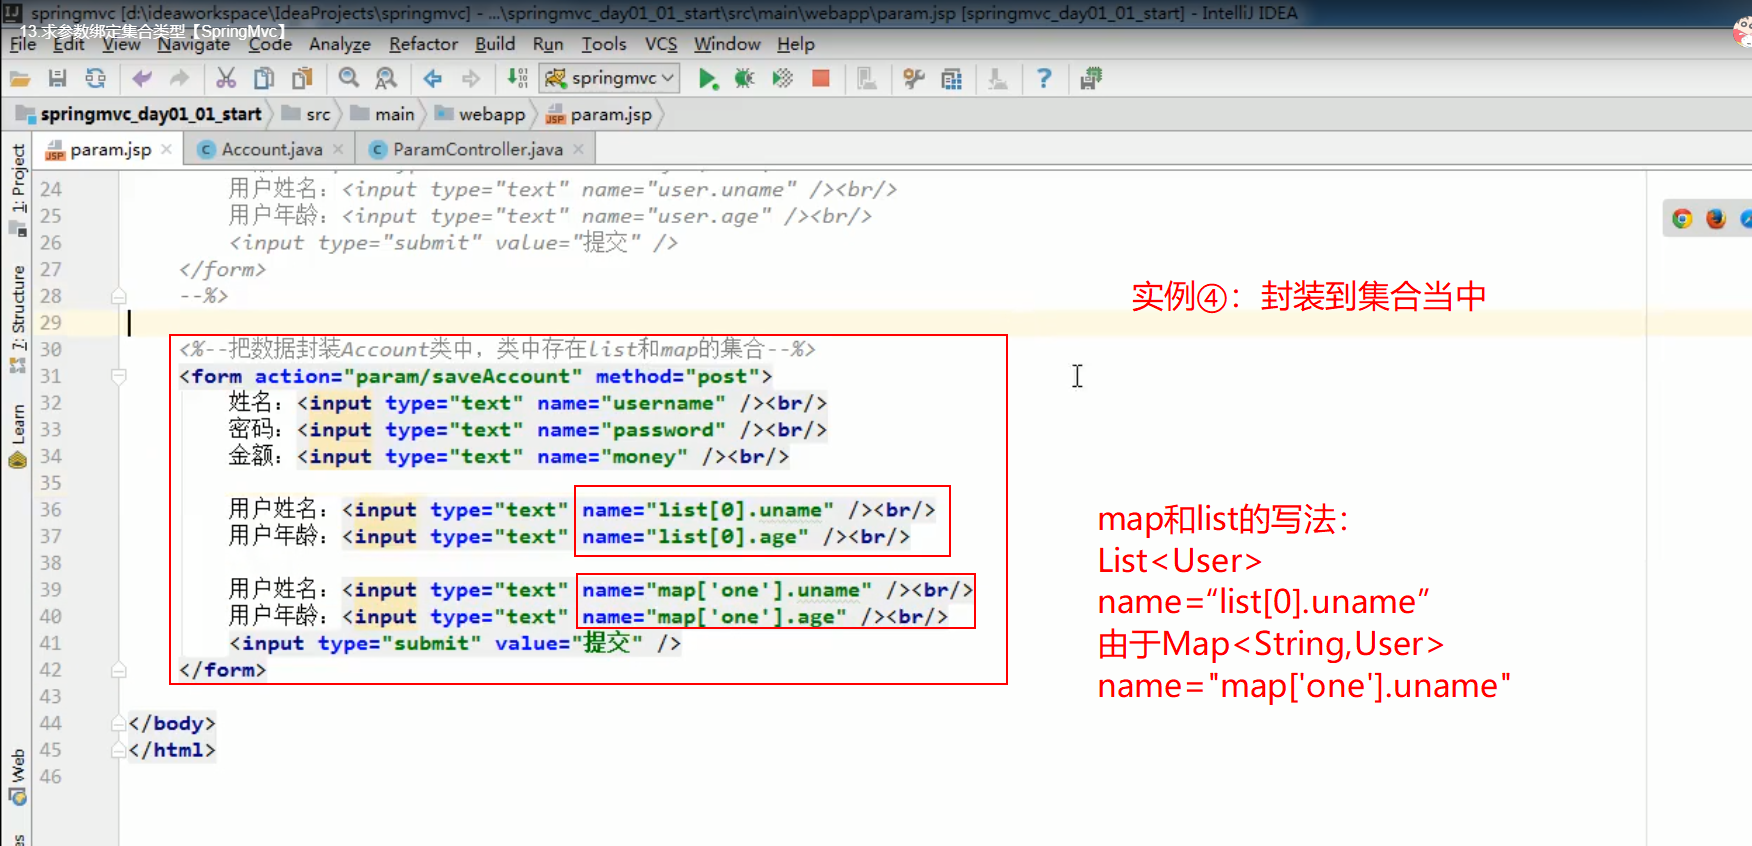 springmvc [d:\ideaworkspace\IdeaProjects\springmvc] - ...\springmvc_day01_01_start\src\main\webapp\param.jsp [springmvc_day01_01_start] - IntelliJ IDEA
13.求参数绑定集合类型【SpringMvc】
File Edit View Navigate Code Analyze Refactor Build Run Tools VCS Window Help
springmvc
springmvc_day01_01_start src main webapp param.jsp
param.jsp Account.java ParamController.java
1: Project
7: Structure
Learn
Web
24 用户姓名：<input type="text" name="user.uname" /><br/>
25 用户年龄：<input type="text" name="user.age" /><br/>
26 <input type="submit" value="提交" />
27 </form>
28 --%>
29
30 <%--把数据封装Account类中，类中存在list和map的集合--%>
31 <form action="param/saveAccount" method="post">
32 姓名：<input type="text" name="username" /><br/>
33 密码：<input type="text" name="password" /><br/>
34 金额：<input type="text" name="money" /><br/>
35
36 用户姓名：<input type="text" name="list[0].uname" /><br/>
37 用户年龄：<input type="text" name="list[0].age" /><br/>
38
39 用户姓名：<input type="text" name="map['one'].uname" /><br/>
40 用户年龄：<input type="text" name="map['one'].age" /><br/>
41 <input type="submit" value="提交" />
42 </form>
43
44 </body>
45 </html>
46
实例④：封装到集合当中
map和list的写法：
List<User>
name=“list[0].uname”
由于Map<String,User>
name="map['one'].uname"